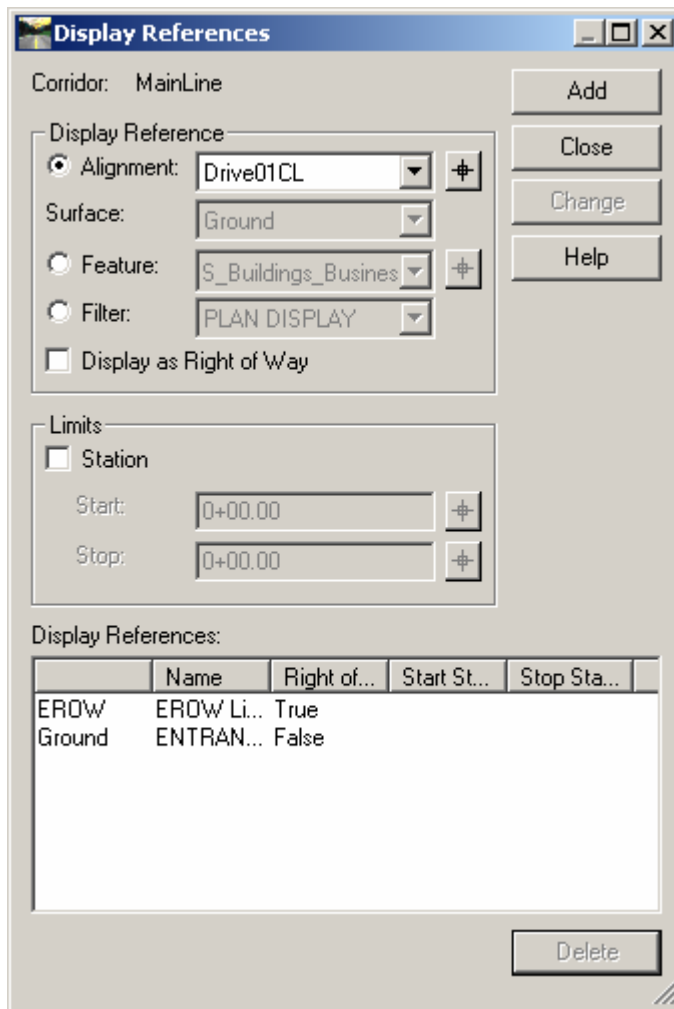 Display References
Corridor: MainLine
Add
Display Reference
Alignment: Drive01CL
Close
Surface: Ground
Change
Feature: S_Buildings_Busines
Help
Filter: PLAN DISPLAY
Display as Right of Way
Limits
Station
Start: 0+00.00
Stop: 0+00.00
Display References:
Name Right of... Start St... Stop Sta...
EROW EROW Li... True
Ground ENTRAN... False
Delete